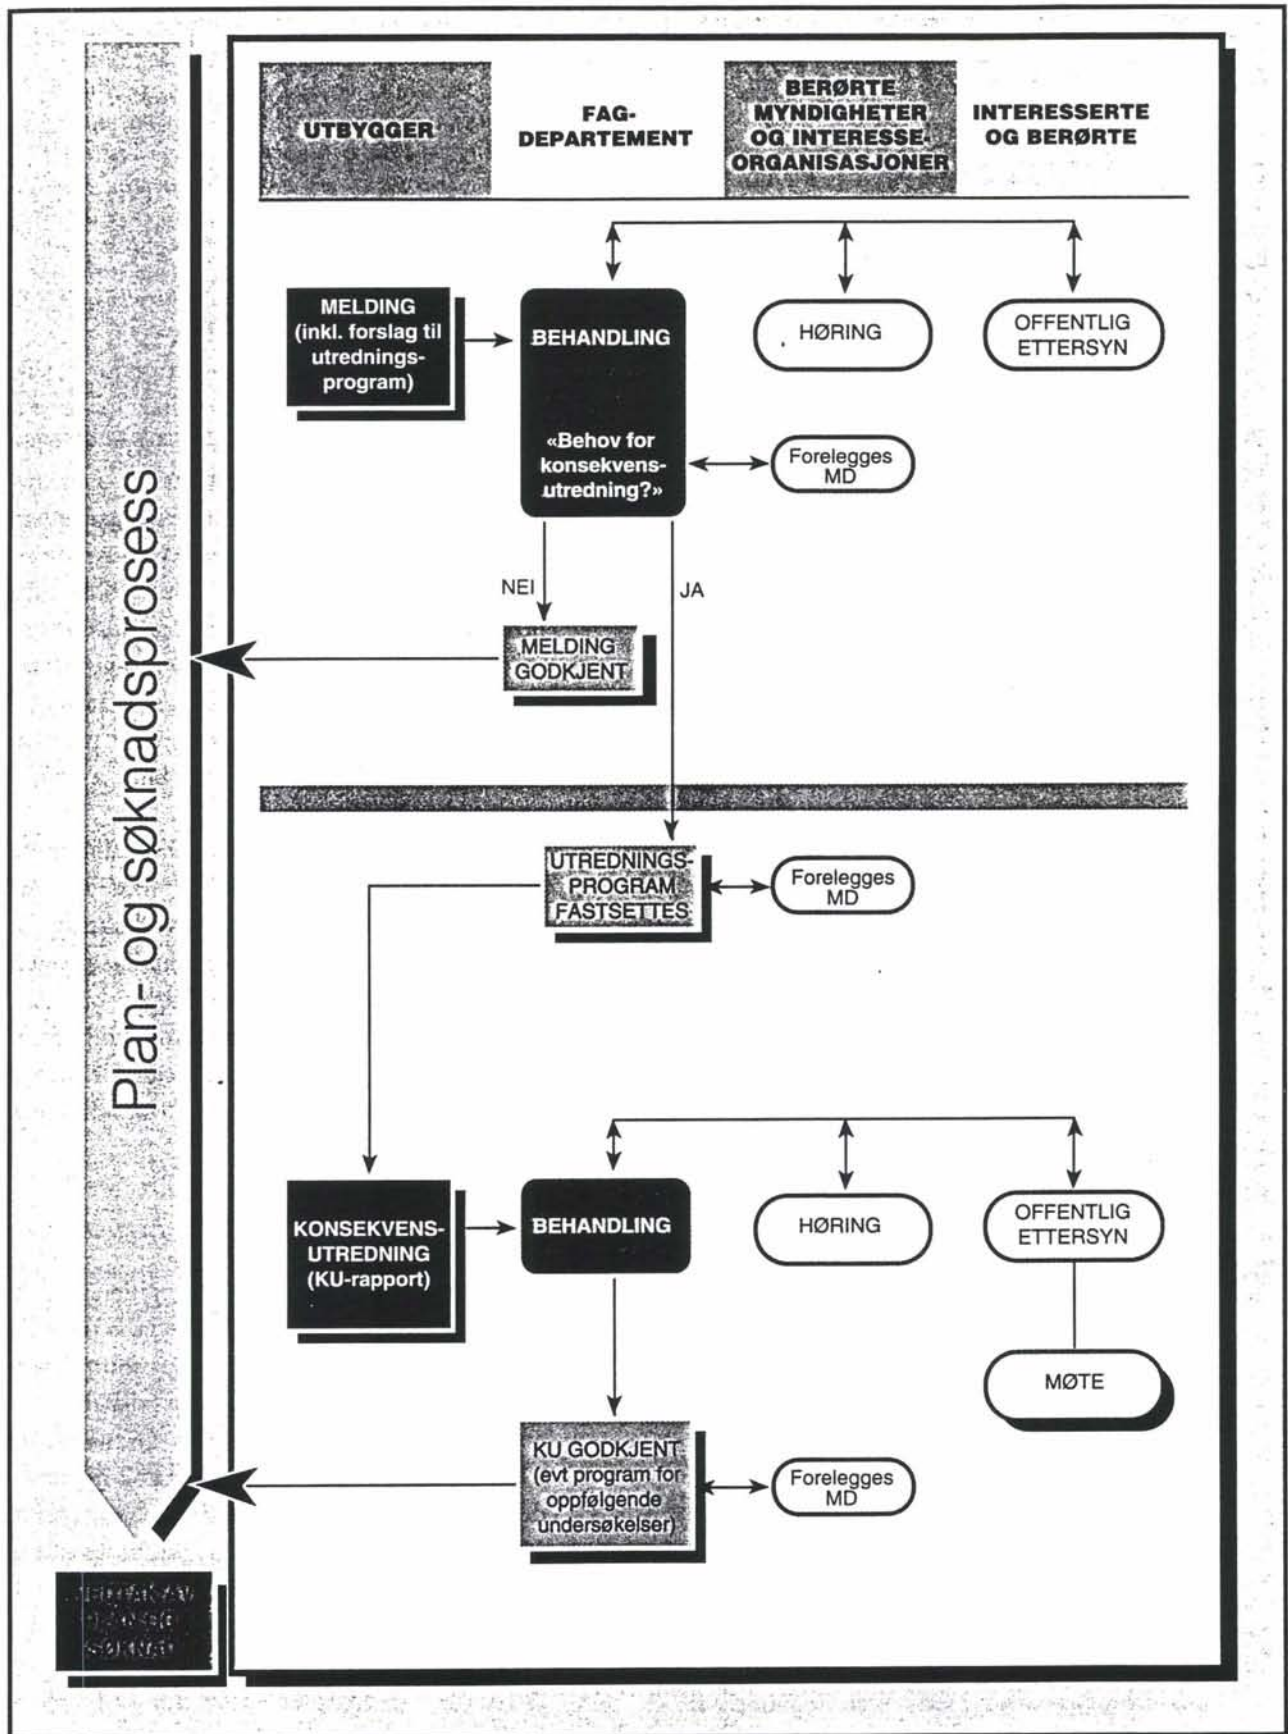 Plan- og søknadsprosess
UTBYGGER
FAG-
DEPARTEMENT
BERØRTE
MYNDIGHETER
OG INTERESSE-
ORGANISASJONER
INTERESSERTE
OG BERØRTE
MELDING
(inkl. forslag til
utrednings-
program)
BEHANDLING
HØRING
OFFENTLIG
ETTERSYN
«Behov for
konsekvens-
utredning?»
Forelegges
MD
NEI
JA
MELDING
GODKJENT
UTREDNINGS-
PROGRAM
FASTSETTES
Forelegges
MD
KONSEKVENS-
UTREDNING
(KU-rapport)
BEHANDLING
HØRING
OFFENTLIG
ETTERSYN
MØTE
KU GODKJENT
(evt program for
oppfølgende
undersøkelser)
Forelegges
MD
SØKNAD